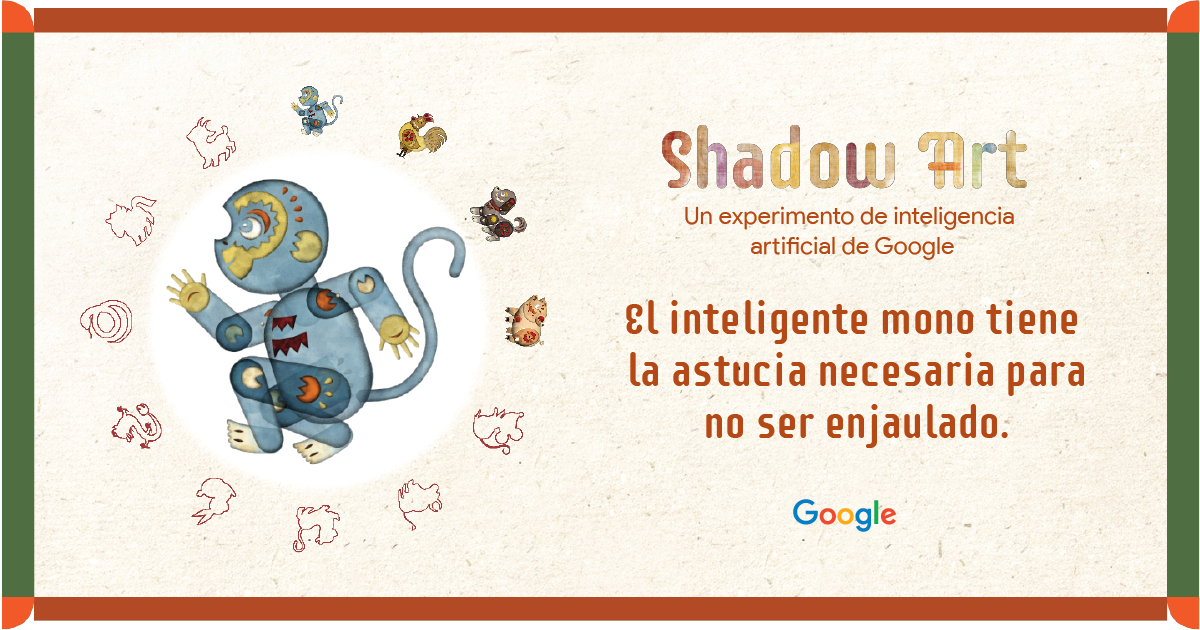 Shadow Art
Un experimento de inteligencia
artificial de Google
El inteligente mono tiene
la astucia necesaria para
no ser enjaulado.
Google